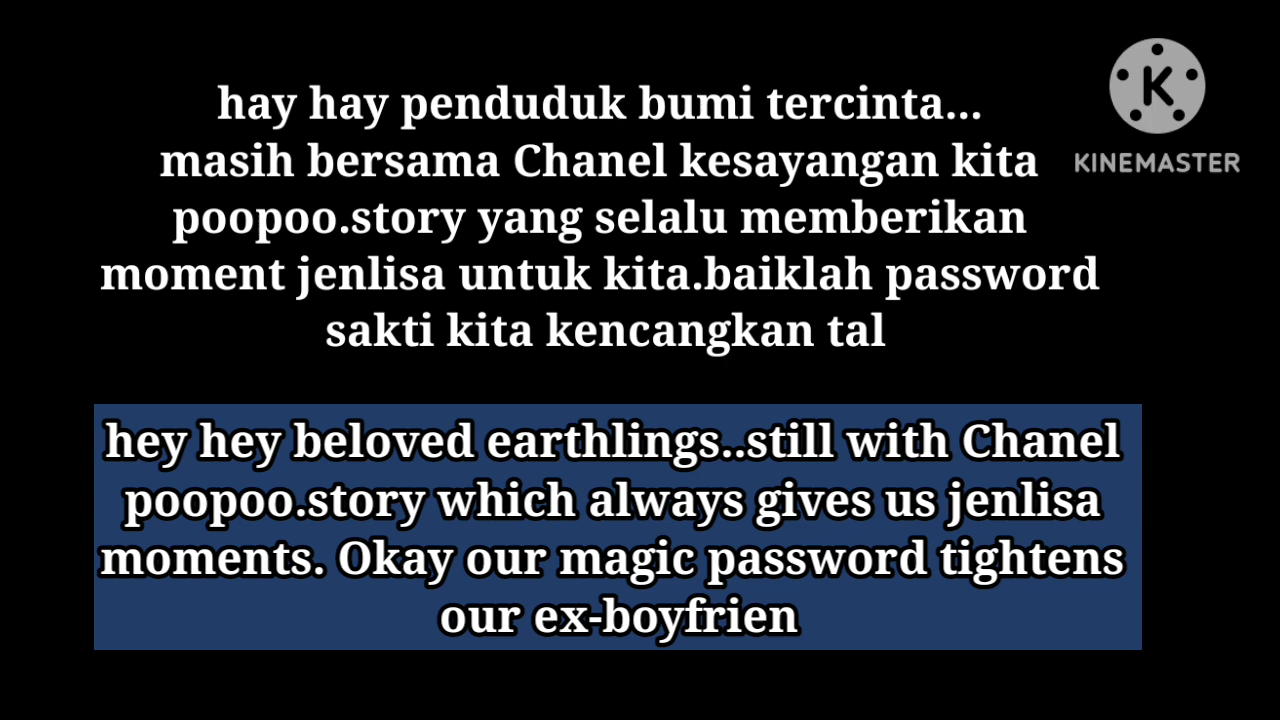 hay hay penduduk bumi tercinta...
masih bersama Chanel kesayangan kita
poopoo.story yang selalu memberikan
moment jenlisa untuk kita.baiklah password
sakti kita kencangkan tal
K
KINEMASTER
hey hey beloved earthlings..still with Chanel
poopoo.story which always gives us jenlisa
moments. Okay our magic password tightens
our ex-boyfrien